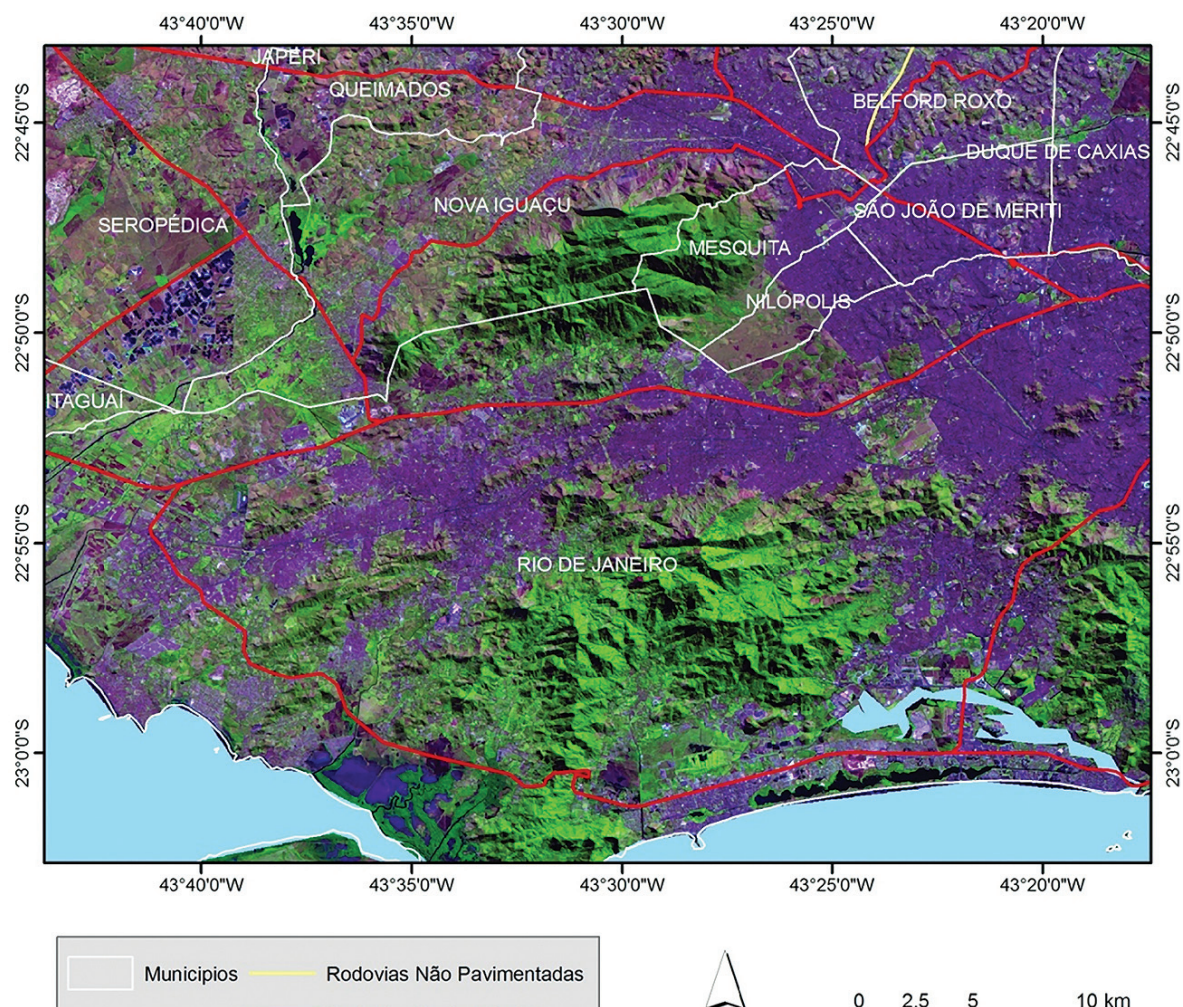 43°40'0"W 43°35'0"W 43°30'0"W 43°25'0"W 43°20'0"W
JAPERI
QUEIMADOS
BELFORD ROXO
22°45'0"S
22°45'0"S
DUQUE DE CAXIAS
NOVA IGUAÇU
SÃO JOÃO DE MERITI
SEROPÉDICA
MESQUITA
NILÓPOLIS
22°50'0"S
22°50'0"S
ITAGUAÍ
22°55'0"S
22°55'0"S
RIO DE JANEIRO
23°0'0"S
23°0'0"S
43°40'0"W 43°35'0"W 43°30'0"W 43°25'0"W 43°20'0"W
Municipios
Rodovias Não Pavimentadas
0 2.5 5 10 km